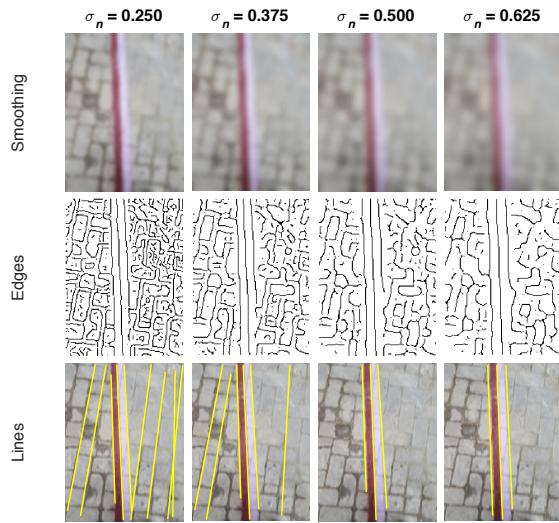 σn = 0.250 σn = 0.375 σn = 0.500 σn = 0.625
Smoothing
Edges
Lines